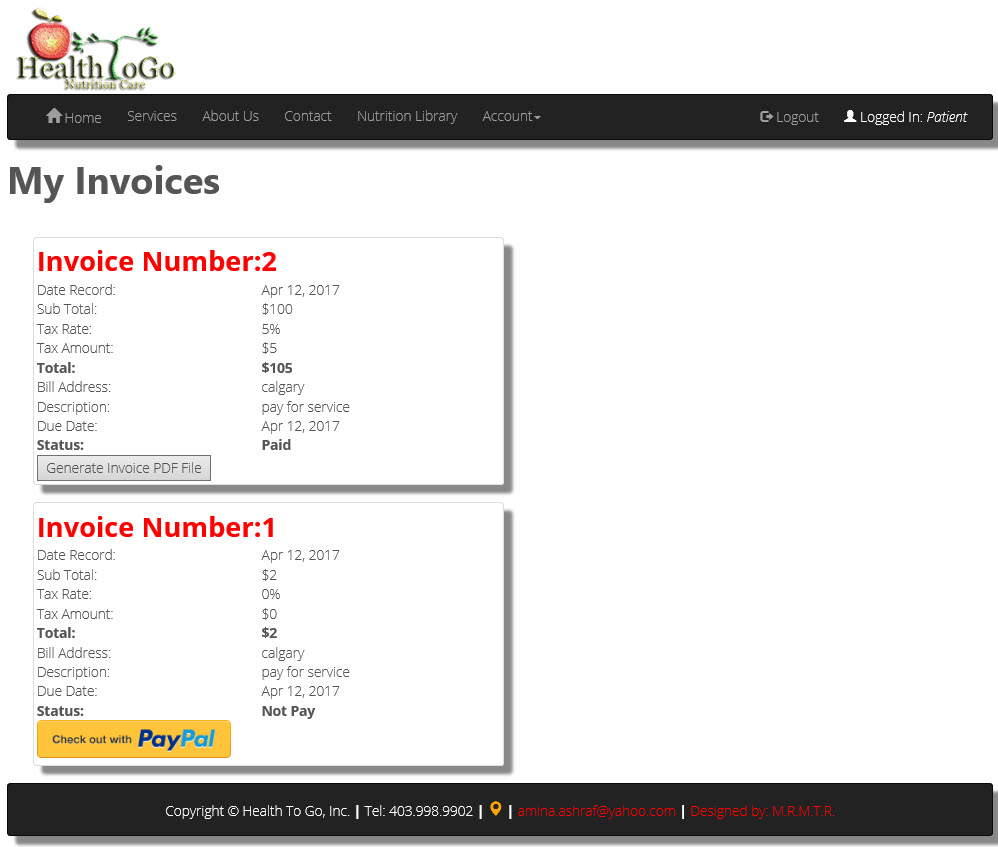 HealthToGo
Nutrition Care
Home Services About Us Contact Nutrition Library Account Logout Logged In: Patient
My Invoices
Invoice Number:2
Date Record: Apr 12, 2017
Sub Total: $100
Tax Rate: 5%
Tax Amount: $5
Total: $105
Bill Address: calgary
Description: pay for service
Due Date: Apr 12, 2017
Status: Paid
Generate Invoice PDF File
Invoice Number:1
Date Record: Apr 12, 2017
Sub Total: $2
Tax Rate: 0%
Tax Amount: $0
Total: $2
Bill Address: calgary
Description: pay for service
Due Date: Apr 12, 2017
Status: Not Pay
Check out with PayPal
Copyright © Health To Go, Inc. | Tel: 403.998.9902 | | amina.ashraf@yahoo.com | Designed by: M.R.M.T.R.